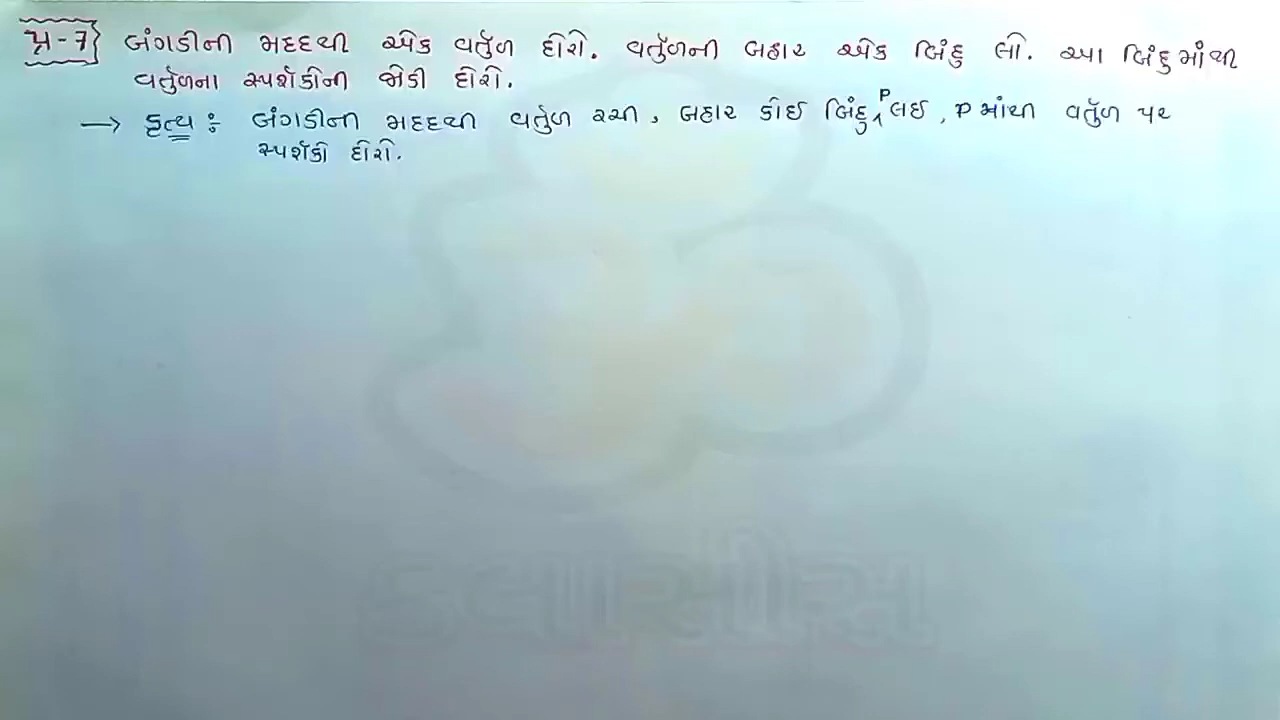 પ્ર-7 બંગડીની મદદથી એક વર્તુળ દોરો. વર્તુળની બહાર એક બિંદુ લો. આ બિંદુમાંથી
વર્તુળના સ્પર્શકોની જોડી દોરો.
→ કૃત્ય : બંગડીની મદદથી વર્તુળ રચી, બહાર કોઈ બિંદુ P લઈ, P માંથી વર્તુળ પર
સ્પર્શકો દોરો.
ક્લાસીસ